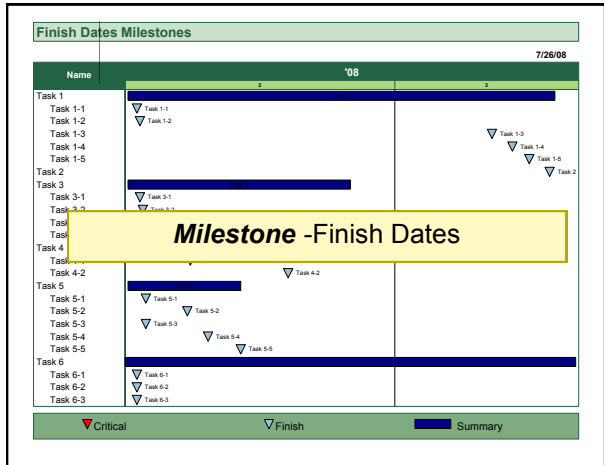 Finish Dates Milestones
7/26/08
Name
'08
2
3
Task 1
Task 1-1
Task 1-1
Task 1-2
Task 1-2
Task 1-3
Task 1-3
Task 1-4
Task 1-4
Task 1-5
Task 1-5
Task 2
Task 2
Task 3
Task 3-1
Task 3-1
Task 3-2
Task 3-2
Milestone -Finish Dates
Task 4
Task 4-2
Task 4-2
Task 5
Task 5-1
Task 5-1
Task 5-2
Task 5-2
Task 5-3
Task 5-3
Task 5-4
Task 5-4
Task 5-5
Task 5-5
Task 6
Task 6-1
Task 6-1
Task 6-2
Task 6-2
Task 6-3
Task 6-3
Critical
Finish
Summary